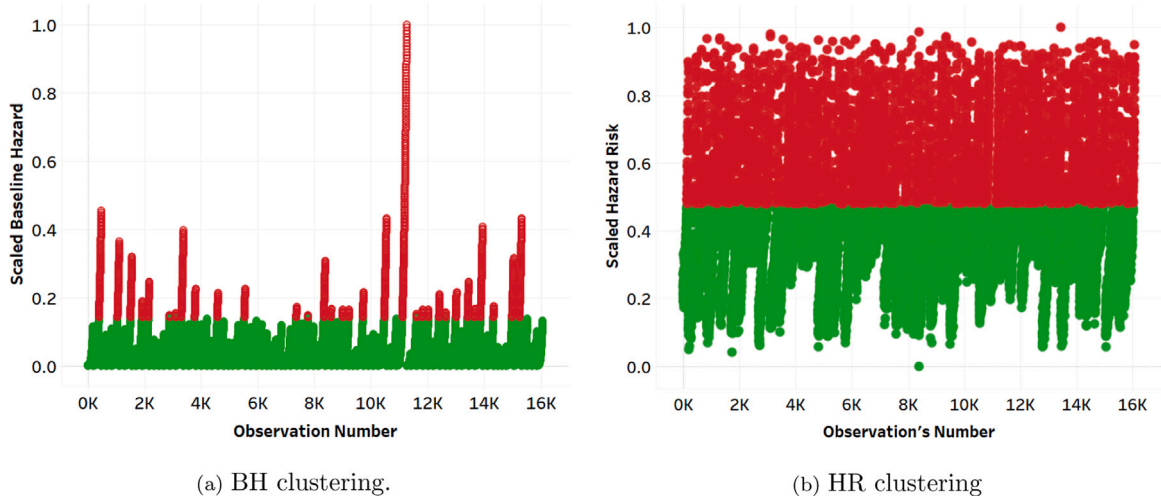 1.0
0.8
0.6
0.4
0.2
0.0
Scaled Baseline Hazard
0K 2K 4K 6K 8K 10K 12K 14K 16K
Observation Number
(a) BH clustering.
1.0
0.8
0.6
0.4
0.2
0.0
Scaled Hazard Risk
0K 2K 4K 6K 8K 10K 12K 14K 16K
Observation's Number
(b) HR clustering